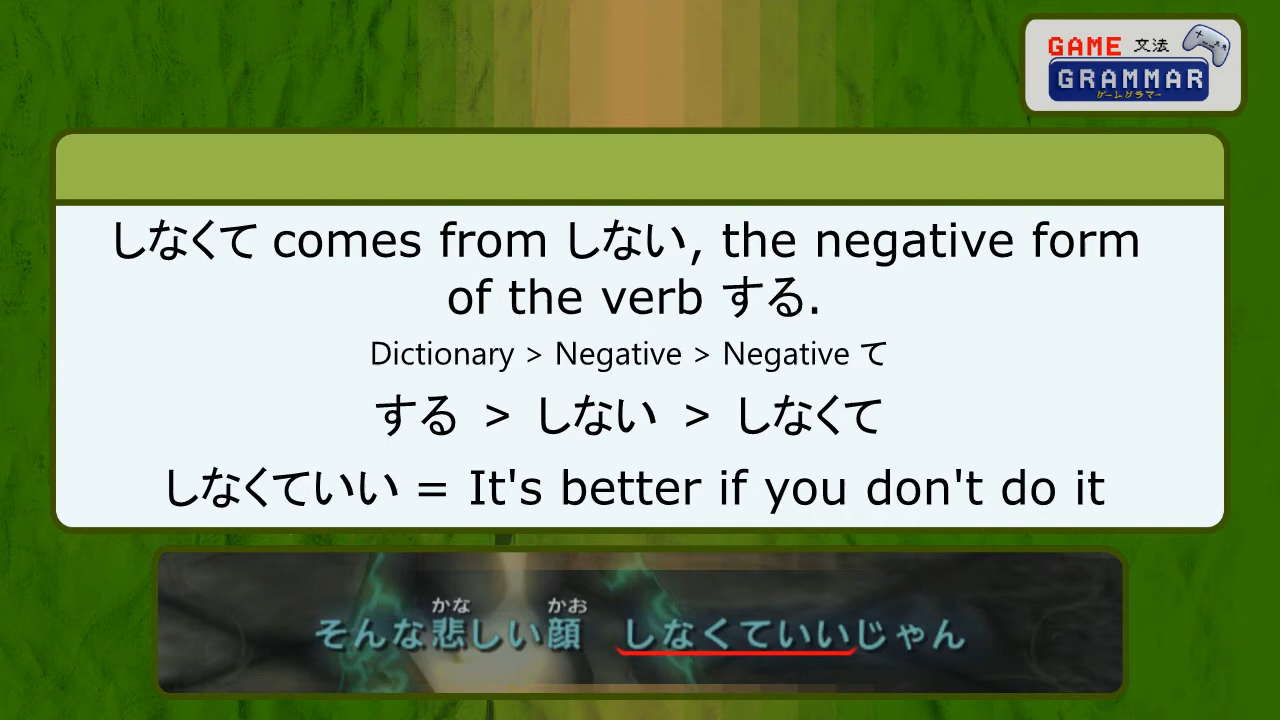 GAME 文法
GRAMMAR
ゲームグラマー
しなくて comes from しない, the negative form
of the verb する.
Dictionary > Negative > Negative て
する > しない > しなくて
しなくていい = It's better if you don't do it
かな かお
そんな悲しい顔 しなくていいじゃん